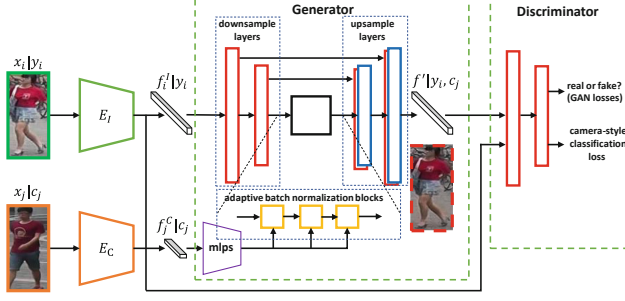 Generator
Discriminator
downsample
layers
upsample
layers
x_i|y_i
f_i^I|y_i
f'|y_i, c_j
E_I
real or fake?
(GAN losses)
camera-style
classification
loss
x_j|c_j
f_j^C|c_j
adaptive batch normalization blocks
E_C
mlps